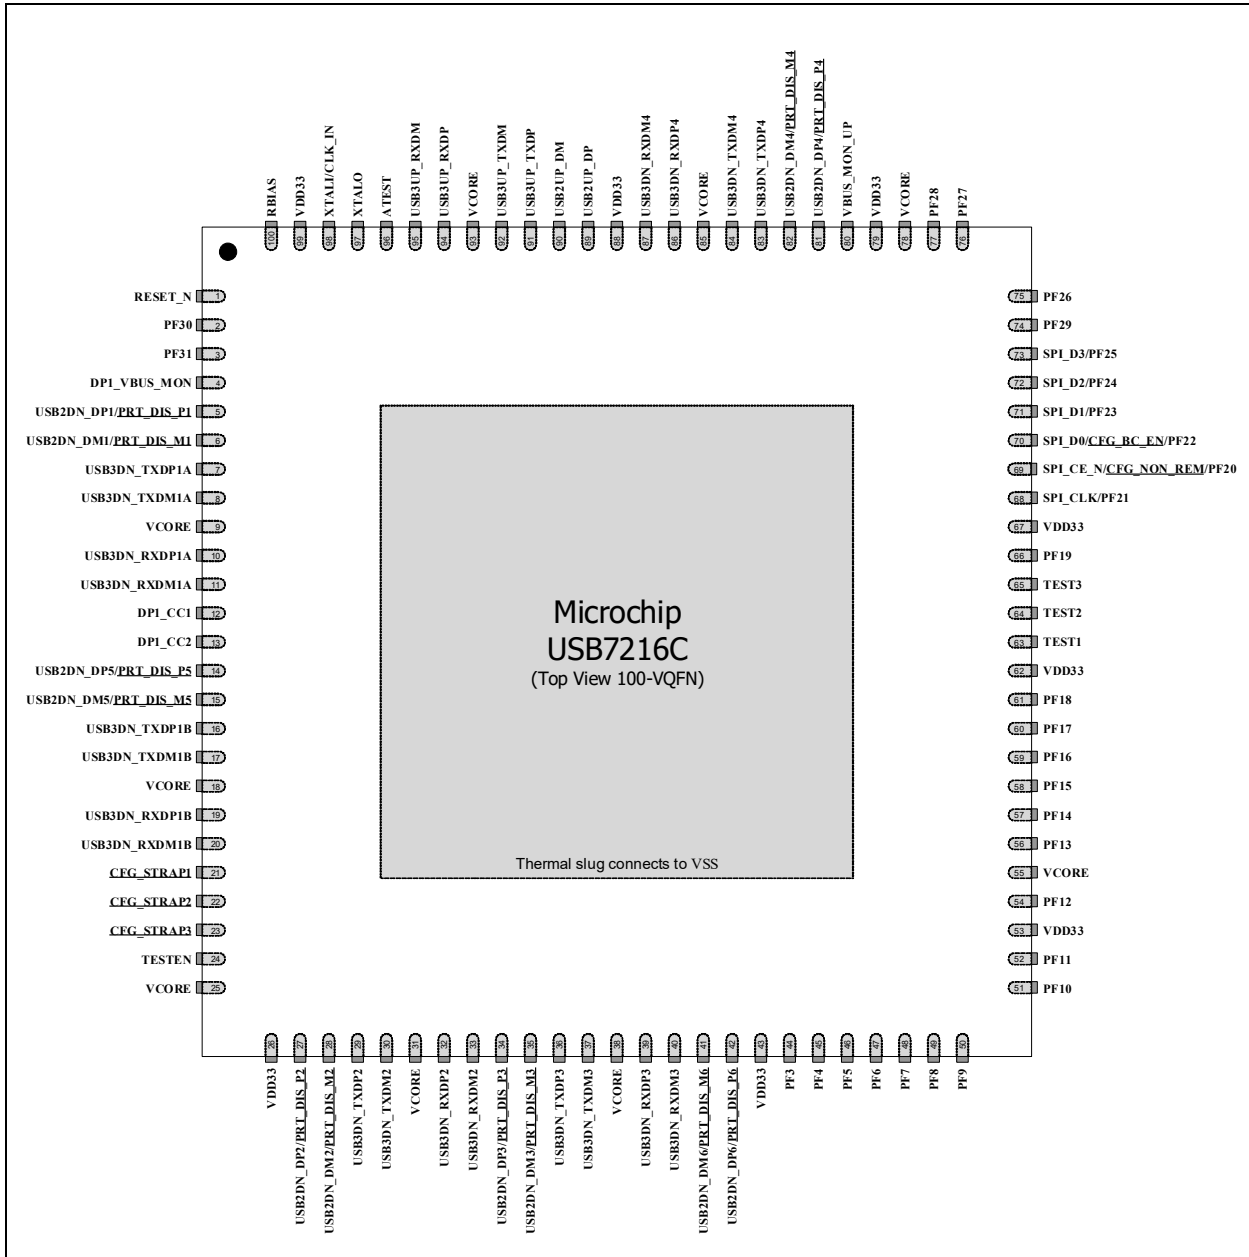 RBIAS
VDD33
XTALI/CLK_IN
XTALO
ATEST
USB3UP_RXDM
USB3UP_RXDP
VCORE
USB3UP_TXDM
USB3UP_TXDP
USB2UP_DM
USB2UP_DP
VDD33
USB3DN_RXDM4
USB3DN_RXDP4
VCORE
USB3DN_TXDM4
USB3DN_TXDP4
USB2DN_DM4/PRT_DIS_M4
USB2DN_DP4/PRT_DIS_P4
VBUS_MON_UP
VDD33
VCORE
PF28
PF27
100
99
98
97
96
95
94
93
92
91
90
89
88
87
86
85
84
83
82
81
80
79
78
77
76
RESET_N 1
PF30 2
PF31 3
DP1_VBUS_MON 4
USB2DN_DP1/PRT_DIS_P1 5
USB2DN_DM1/PRT_DIS_M1 6
USB3DN_TXDP1A 7
USB3DN_TXDM1A 8
VCORE 9
USB3DN_RXDP1A 10
USB3DN_RXDM1A 11
DP1_CC1 12
DP1_CC2 13
USB2DN_DP5/PRT_DIS_P5 14
USB2DN_DM5/PRT_DIS_M5 15
USB3DN_TXDP1B 16
USB3DN_TXDM1B 17
VCORE 18
USB3DN_RXDP1B 19
USB3DN_RXDM1B 20
CFG_STRAP1 21
CFG_STRAP2 22
CFG_STRAP3 23
TESTEN 24
VCORE 25
Microchip
USB7216C
(Top View 100-VQFN)
Thermal slug connects to VSS
75 PF26
74 PF29
73 SPI_D3/PF25
72 SPI_D2/PF24
71 SPI_D1/PF23
70 SPI_D0/CFG_BC_EN/PF22
69 SPI_CE_N/CFG_NON_REM/PF20
68 SPI_CLK/PF21
67 VDD33
66 PF19
65 TEST3
64 TEST2
63 TEST1
62 VDD33
61 PF18
60 PF17
59 PF16
58 PF15
57 PF14
56 PF13
55 VCORE
54 PF12
53 VDD33
52 PF11
51 PF10
26
27
28
29
30
31
32
33
34
35
36
37
38
39
40
41
42
43
44
45
46
47
48
49
50
VDD33
USB2DN_DP2/PRT_DIS_P2
USB2DN_DM2/PRT_DIS_M2
USB3DN_TXDP2
USB3DN_TXDM2
VCORE
USB3DN_RXDP2
USB3DN_RXDM2
USB2DN_DP3/PRT_DIS_P3
USB2DN_DM3/PRT_DIS_M3
USB3DN_TXDP3
USB3DN_TXDM3
VCORE
USB3DN_RXDP3
USB3DN_RXDM3
USB2DN_DM6/PRT_DIS_M6
USB2DN_DP6/PRT_DIS_P6
VDD33
PF3
PF4
PF5
PF6
PF7
PF8
PF9